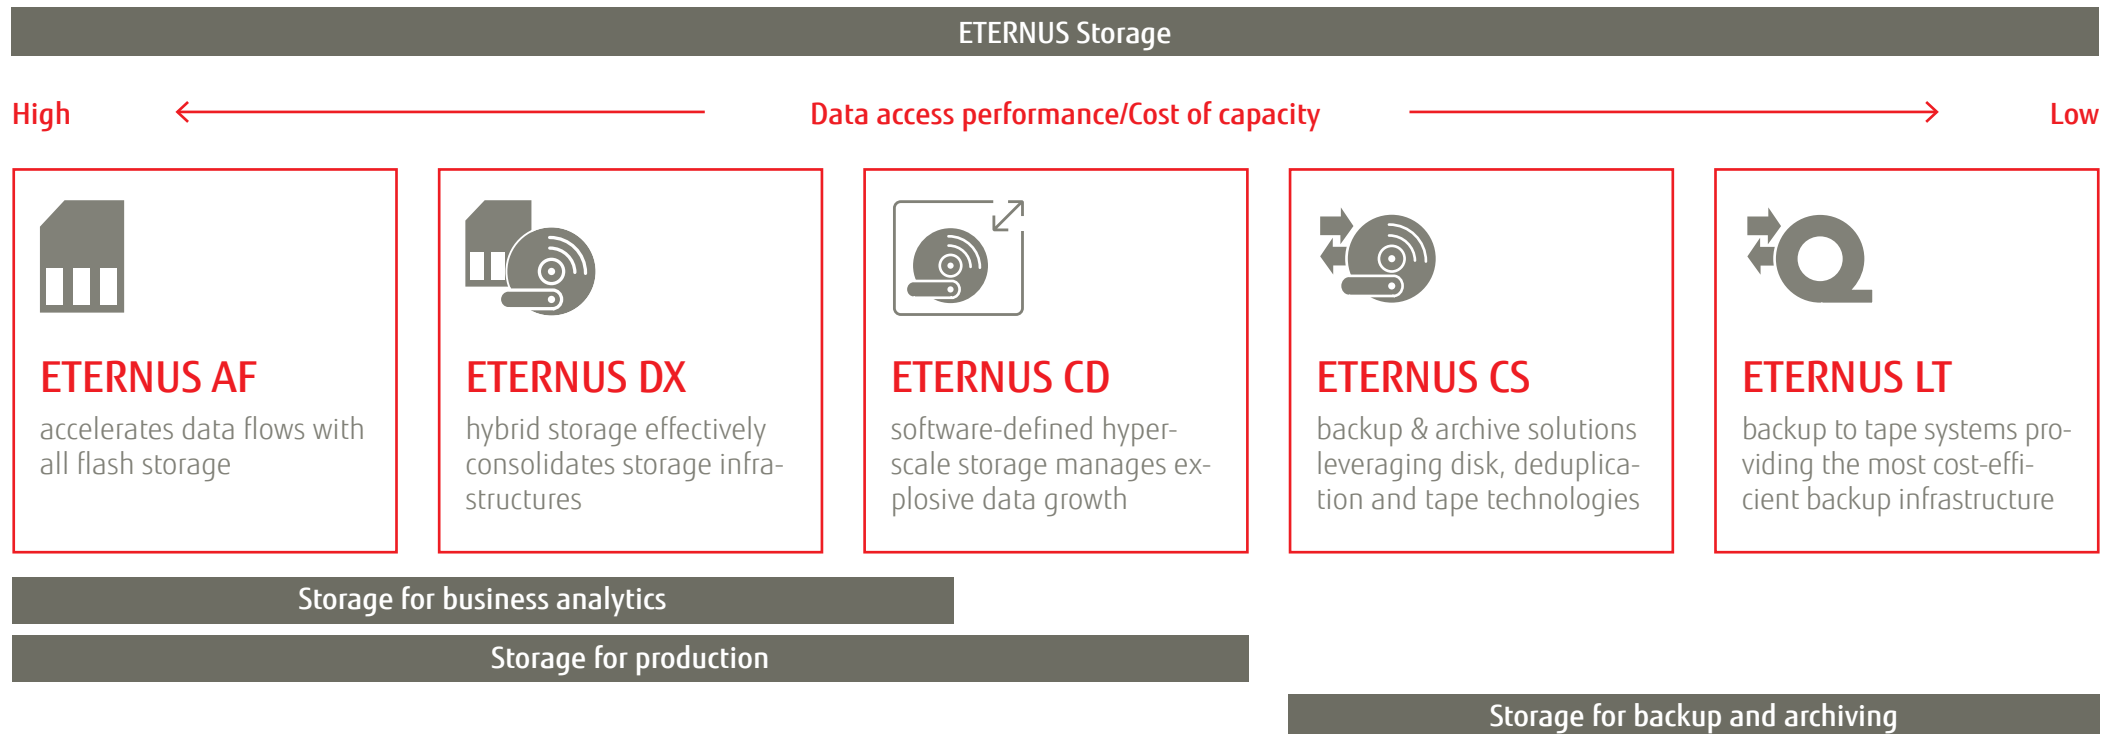 ETERNUS Storage
High
Data access performance/Cost of capacity
Low
ETERNUS AF
accelerates data flows with
all flash storage
ETERNUS DX
hybrid storage effectively
consolidates storage infra-
structures
ETERNUS CD
software-defined hyper-
scale storage manages ex-
plosive data growth
ETERNUS CS
backup & archive solutions
leveraging disk, deduplica-
tion and tape technologies
ETERNUS LT
backup to tape systems pro-
viding the most cost-effi-
cient backup infrastructure
Storage for business analytics
Storage for production
Storage for backup and archiving